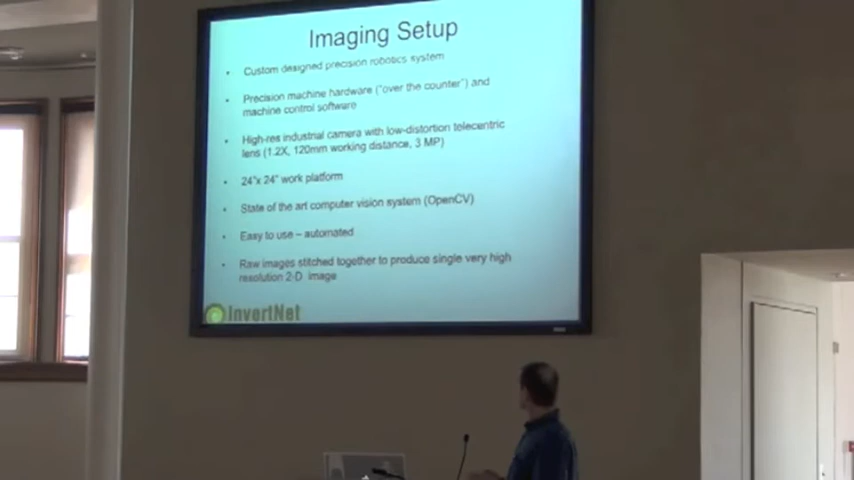 Imaging Setup
• Custom designed precision robotics system
• Precision machine hardware ("over the counter") and
machine control software
• High-res industrial camera with low-distortion telecentric
lens (1.2X, 120mm working distance, 3 MP)
• 24"x 24" work platform
• State of the art computer vision system (OpenCV)
• Easy to use – automated
• Raw images stitched together to produce single very high
resolution 2-D image
InvertNet